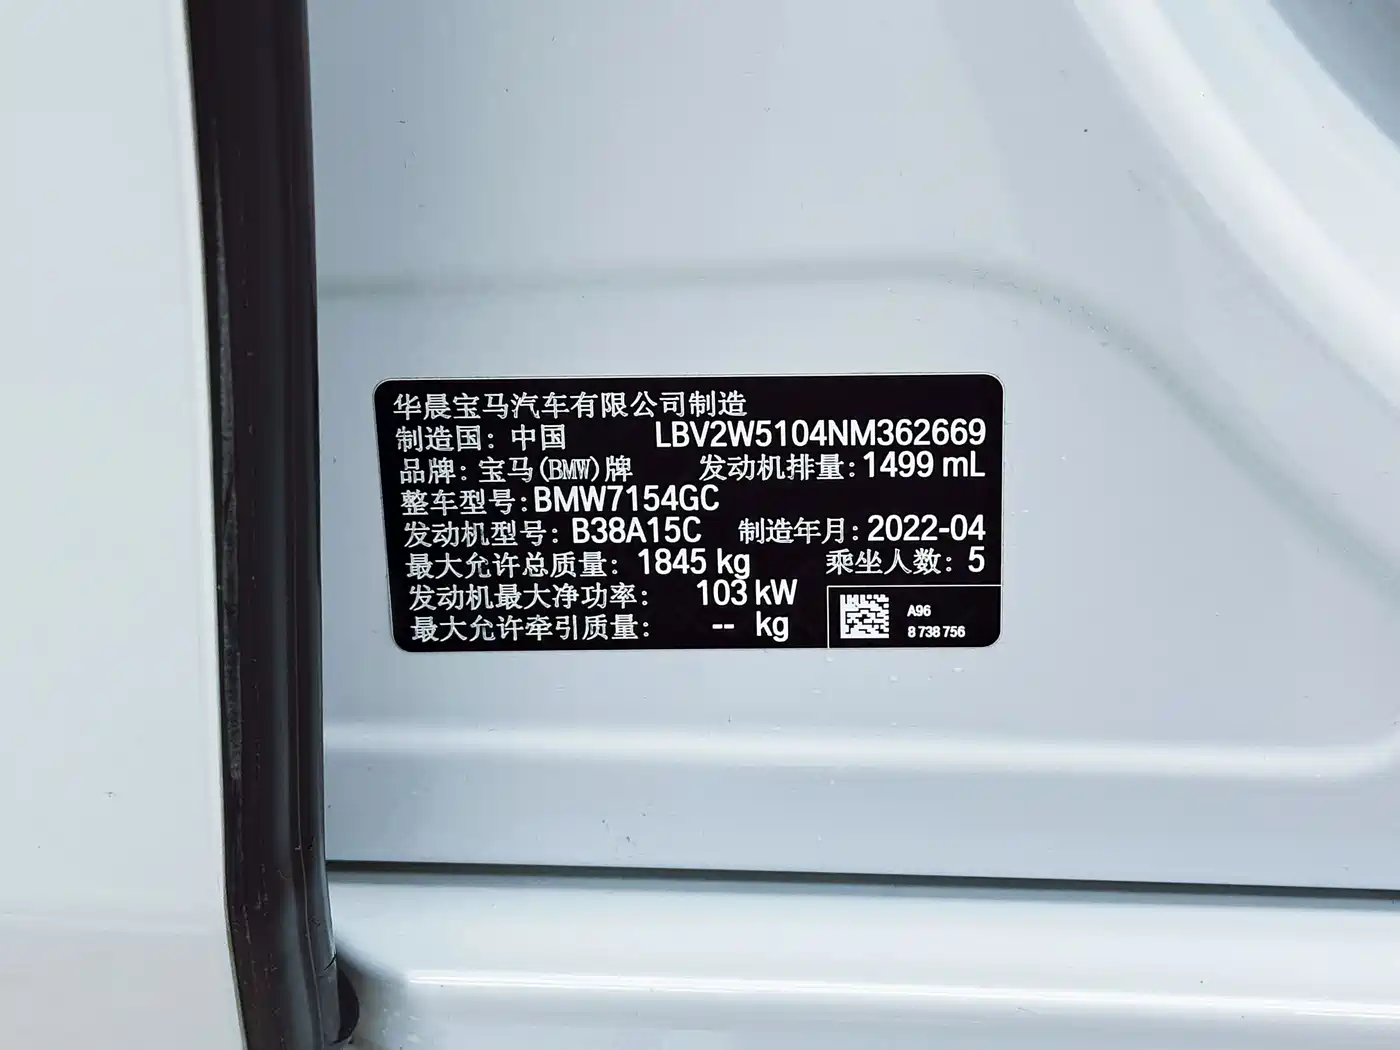 华晨宝马汽车有限公司制造
制造国: 中国 LBV2W5104NM362669
品牌: 宝马(BMW)牌 发动机排量: 1499 mL
整车型号: BMW7154GC
发动机型号: B38A15C 制造年月: 2022-04
最大允许总质量: 1845 kg 乘坐人数: 5
发动机最大净功率: 103 kW
最大允许牵引质量: -- kg
A96
8 738 756